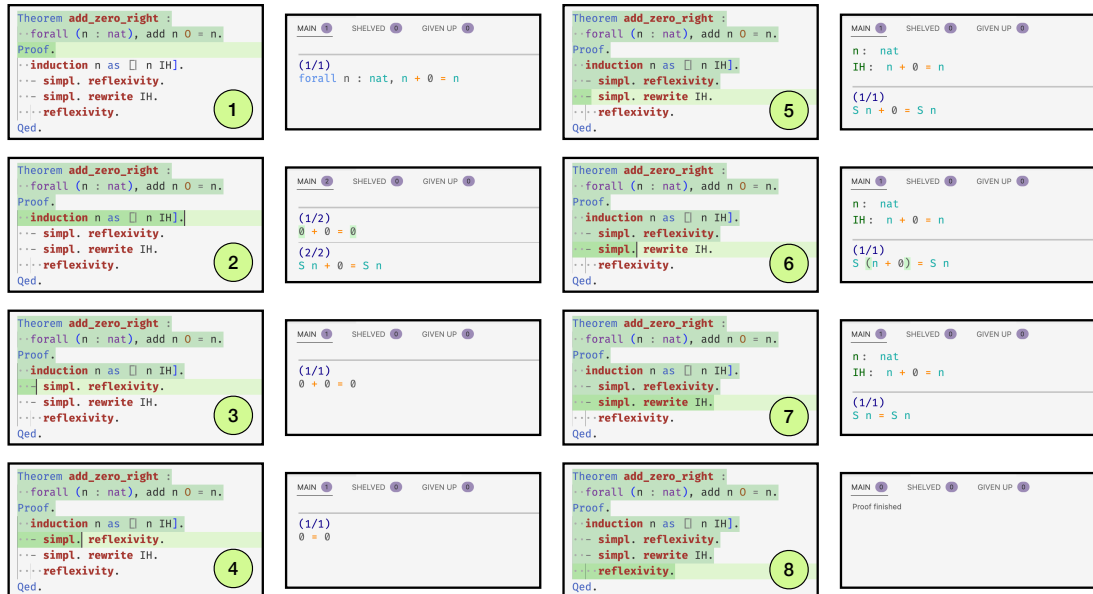 Theorem add_zero_right :
forall (n : nat), add n O = n.
Proof.
induction n as ▯ n IH].
- simpl. reflexivity.
- simpl. rewrite IH.
reflexivity.
Qed.
1
MAIN 1 SHELVED 0 GIVEN UP 0
(1/1)
forall n : nat, n + 0 = n
Theorem add_zero_right :
forall (n : nat), add n O = n.
Proof.
induction n as ▯ n IH].
- simpl. reflexivity.
- simpl. rewrite IH.
reflexivity.
Qed.
2
MAIN 2 SHELVED 0 GIVEN UP 0
(1/2)
0 + 0 = 0
(2/2)
S n + 0 = S n
Theorem add_zero_right :
forall (n : nat), add n O = n.
Proof.
induction n as ▯ n IH].
- simpl. reflexivity.
- simpl. rewrite IH.
reflexivity.
Qed.
3
MAIN 1 SHELVED 0 GIVEN UP 0
(1/1)
0 + 0 = 0
Theorem add_zero_right :
forall (n : nat), add n O = n.
Proof.
induction n as ▯ n IH].
- simpl. reflexivity.
- simpl. rewrite IH.
reflexivity.
Qed.
4
MAIN 1 SHELVED 0 GIVEN UP 0
(1/1)
0 = 0
Theorem add_zero_right :
forall (n : nat), add n O = n.
Proof.
induction n as ▯ n IH].
- simpl. reflexivity.
- simpl. rewrite IH.
reflexivity.
Qed.
5
MAIN 1 SHELVED 0 GIVEN UP 0
n: nat
IH: n + 0 = n
(1/1)
S n + 0 = S n
Theorem add_zero_right :
forall (n : nat), add n O = n.
Proof.
induction n as ▯ n IH].
- simpl. reflexivity.
- simpl. rewrite IH.
reflexivity.
Qed.
6
MAIN 1 SHELVED 0 GIVEN UP 0
n: nat
IH: n + 0 = n
(1/1)
S (n + 0) = S n
Theorem add_zero_right :
forall (n : nat), add n O = n.
Proof.
induction n as ▯ n IH].
- simpl. reflexivity.
- simpl. rewrite IH.
reflexivity.
Qed.
7
MAIN 1 SHELVED 0 GIVEN UP 0
n: nat
IH: n + 0 = n
(1/1)
S n = S n
Theorem add_zero_right :
forall (n : nat), add n O = n.
Proof.
induction n as ▯ n IH].
- simpl. reflexivity.
- simpl. rewrite IH.
reflexivity.
Qed.
8
MAIN 0 SHELVED 0 GIVEN UP 0
Proof finished